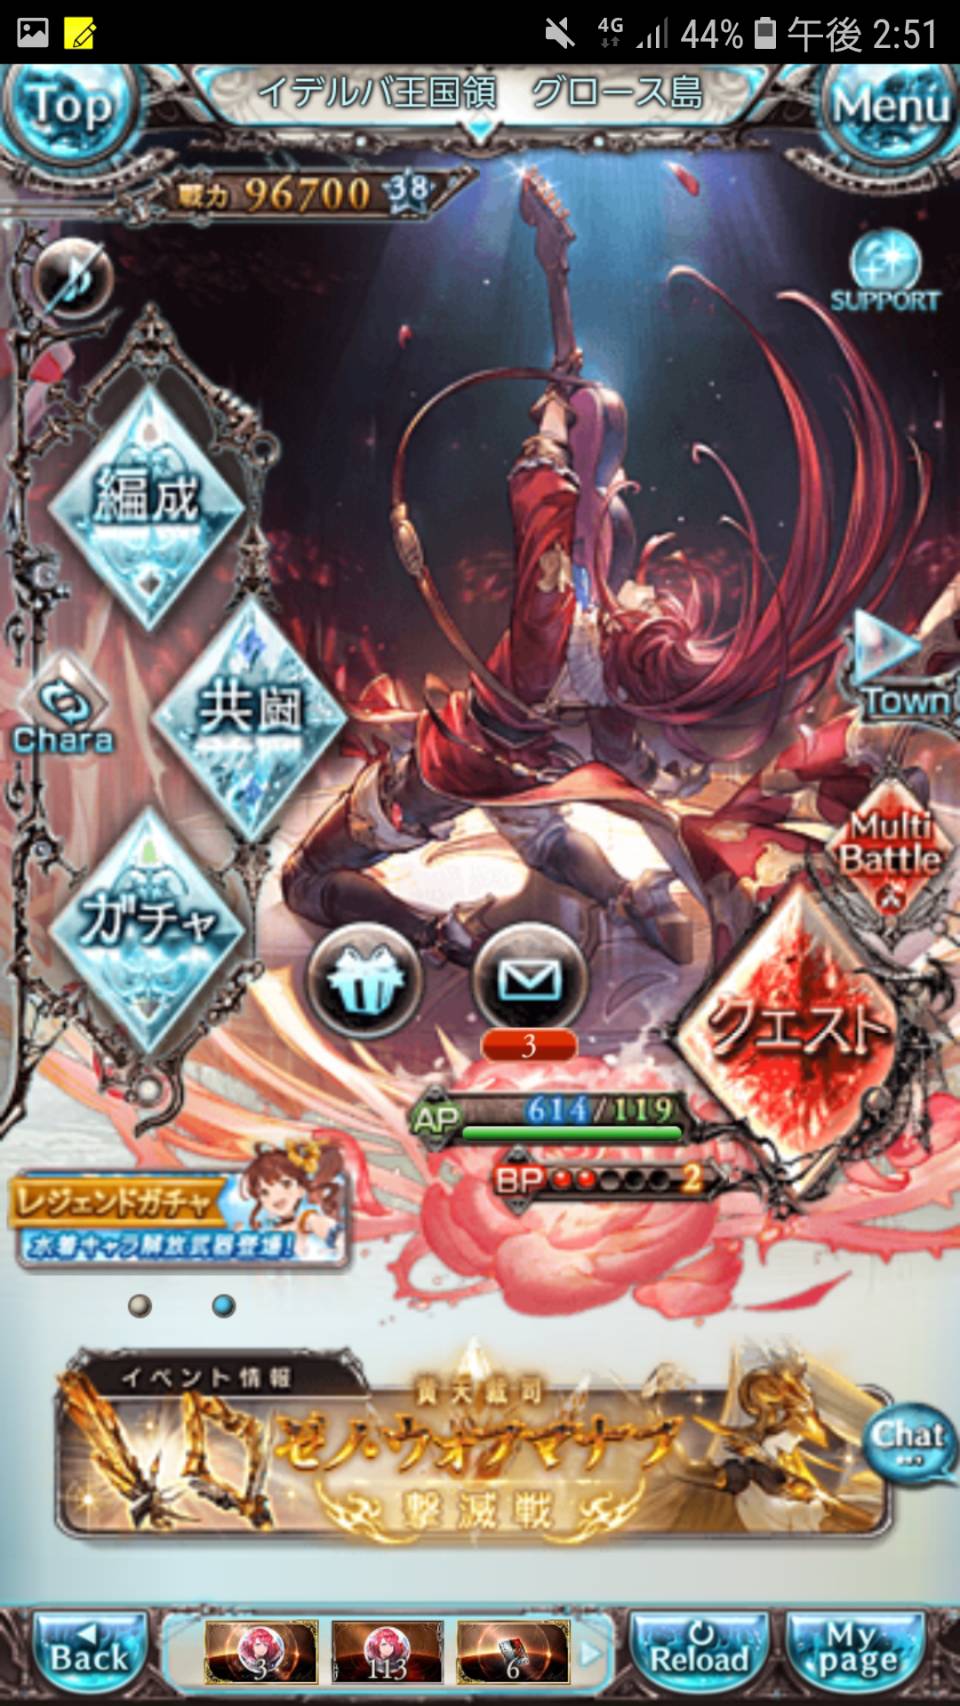 4G 44% 午後 2:51
Top
イデルバ王国領 グロース島
Menu
戦力 96700 38
SUPPORT
編成
共闘
Chara
Town
Multi
Battle
ガチャ
クエスト
3
AP 614/119
BP 2
レジェンドガチャ
水着キャラ解放武器登場!
イベント情報
黄天裁司
ゼノ・ウォフマナフ
撃滅戦
Chat
Back
3
113
6
Reload
My
page